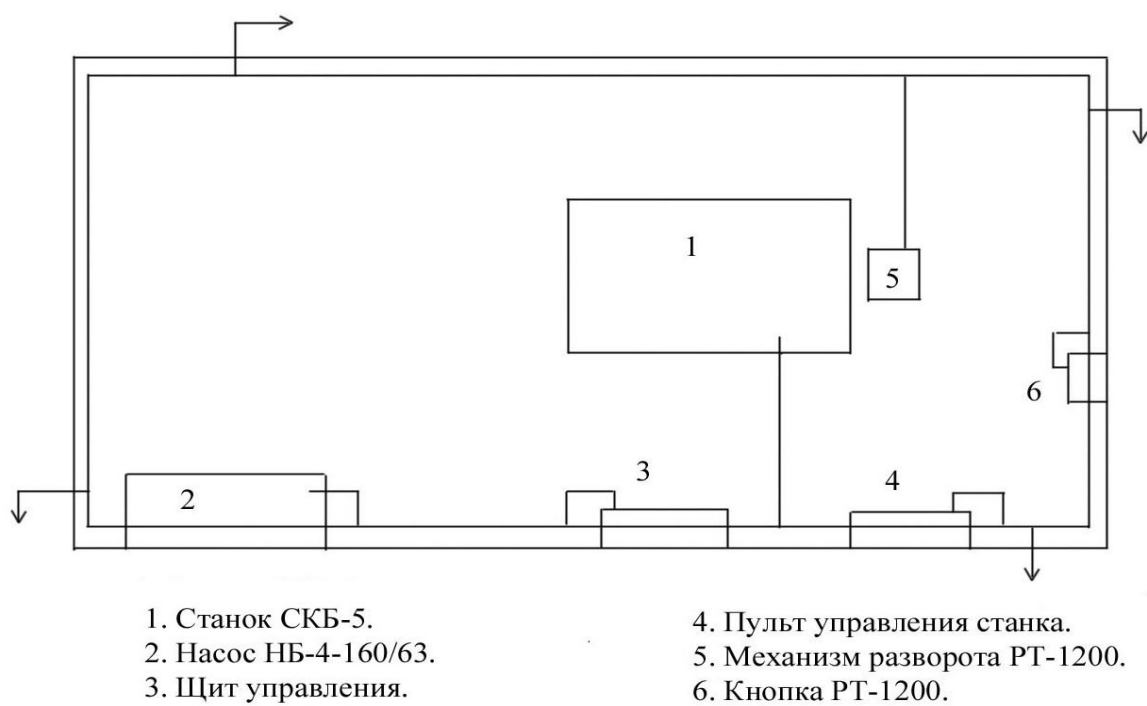 1
5
6
3
4
2
1. Станок СКБ-5.
2. Насос НБ-4-160/63.
3. Щит управления.
4. Пульт управления станка.
5. Механизм разворота РТ-1200.
6. Кнопка РТ-1200.